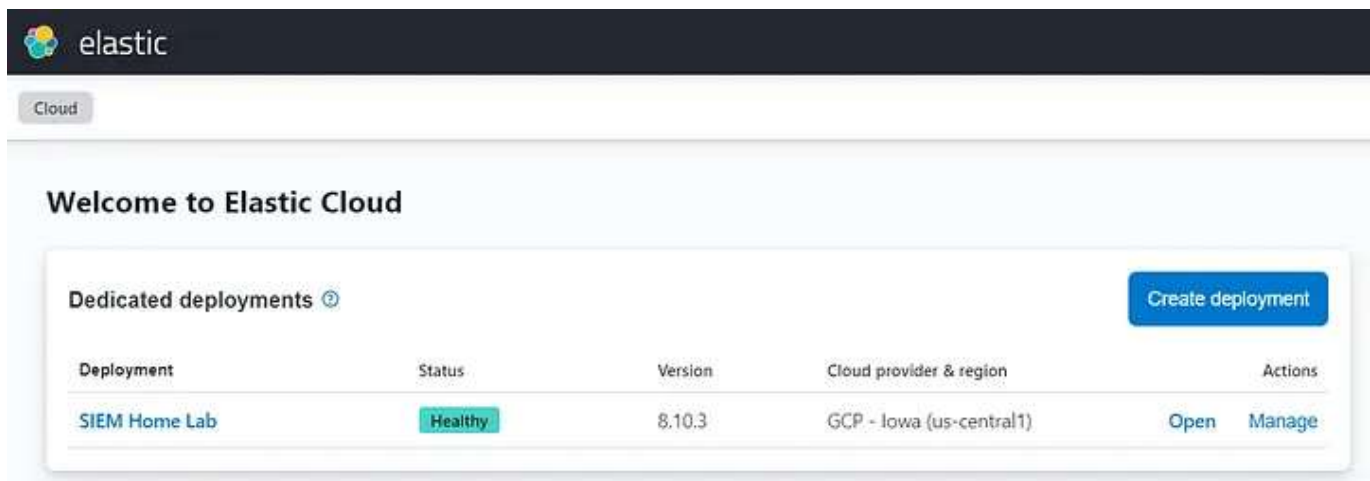 elastic
Cloud
Welcome to Elastic Cloud
Dedicated deployments
Create deployment
Deployment Status Version Cloud provider & region Actions
SIEM Home Lab Healthy 8.10.3 GCP - Iowa (us-central1) Open Manage